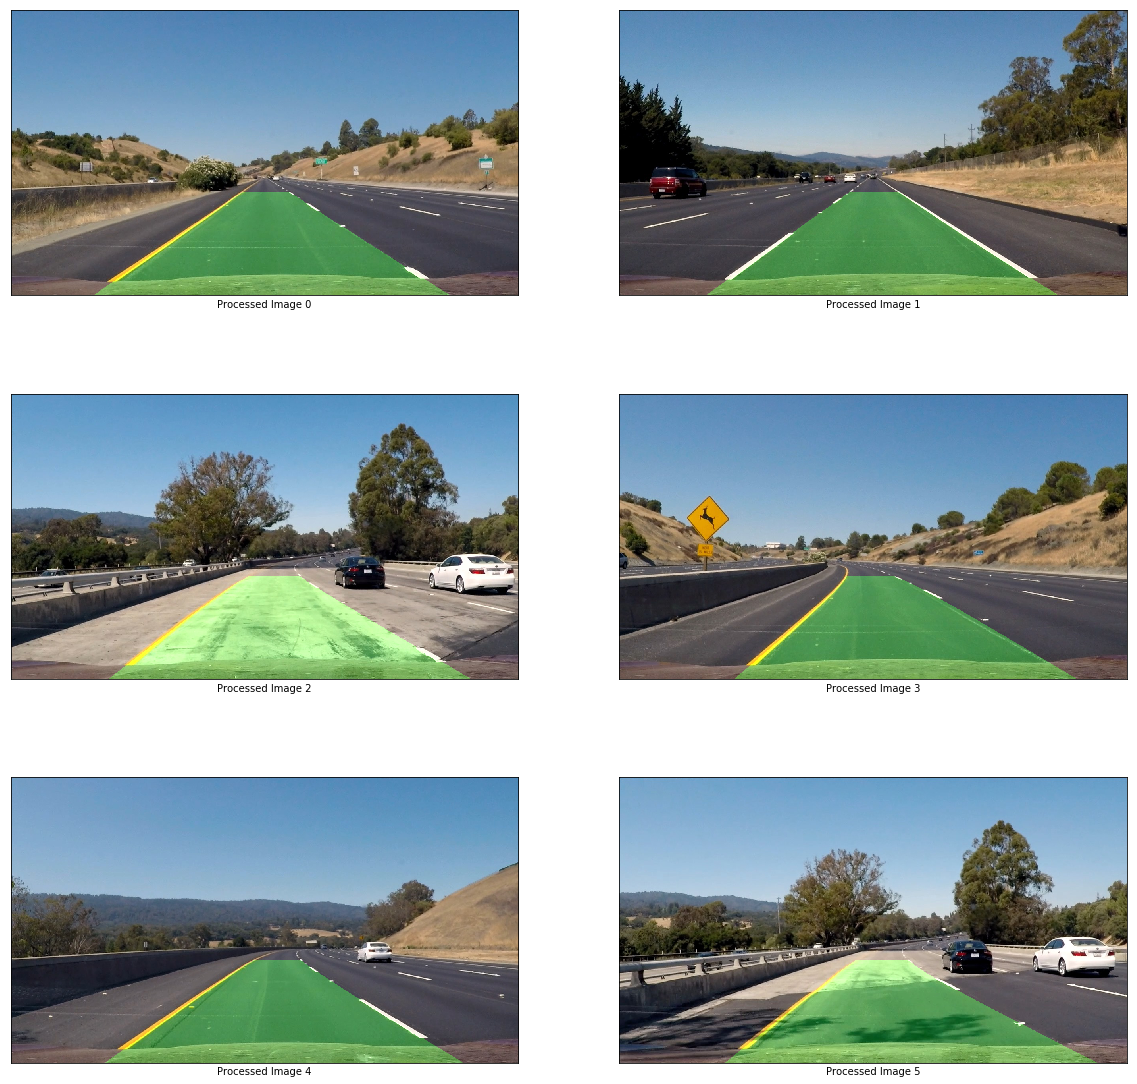 Processed Image 0
Processed Image 1
Processed Image 2
Processed Image 3
Processed Image 4
Processed Image 5